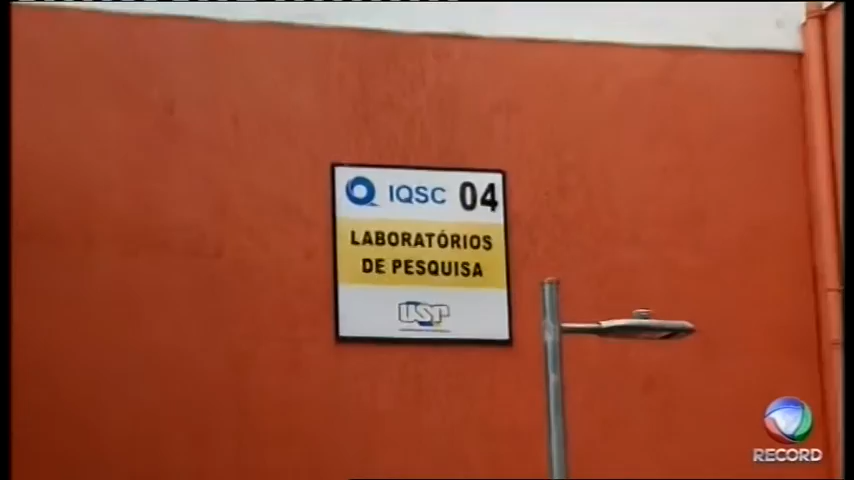 IQSC 04
LABORATÓRIOS
DE PESQUISA
USP
RECORD